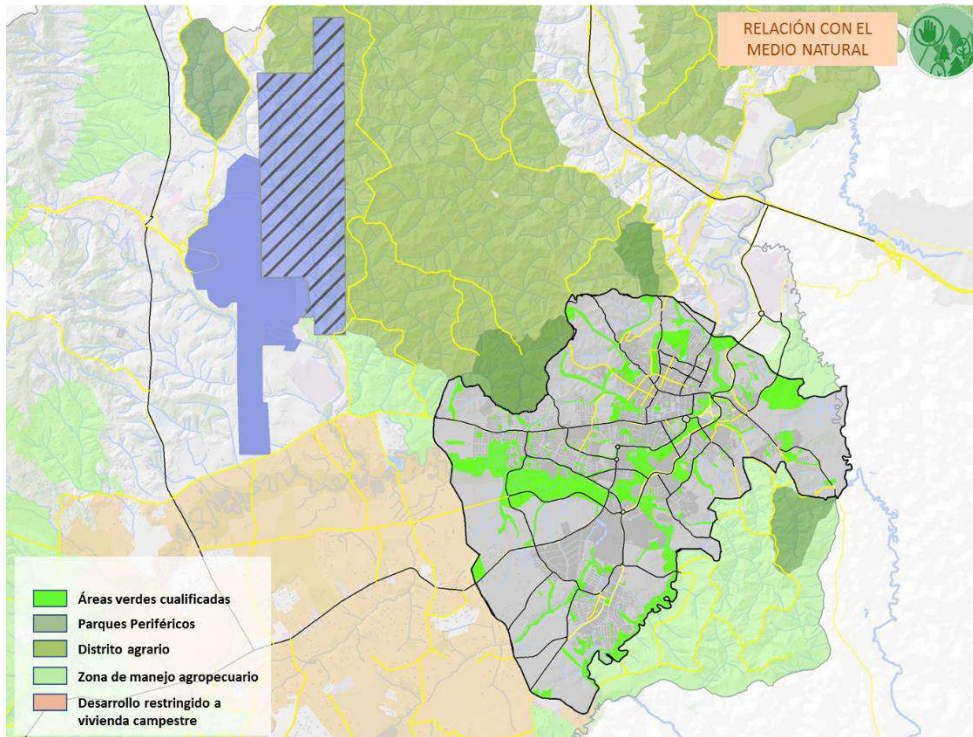 RELACIÓN CON EL
MEDIO NATURAL
Áreas verdes cualificadas
Parques Periféricos
Distrito agrario
Zona de manejo agropecuario
Desarrollo restringido a
vivienda campestre